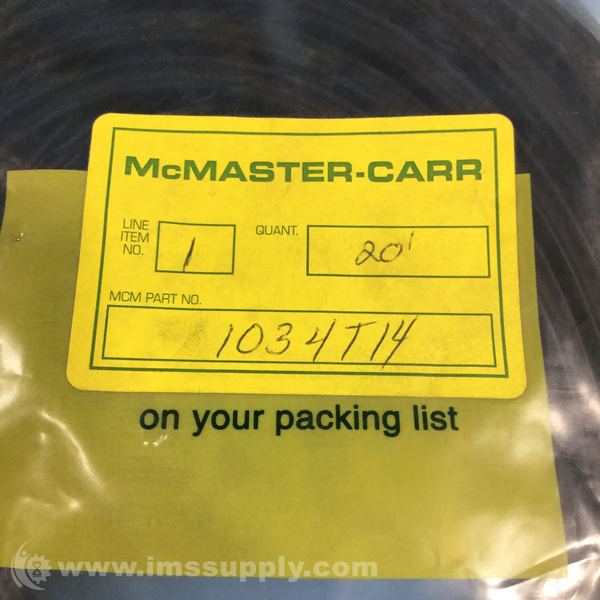 McMASTER-CARR
LINE ITEM NO.
1
QUANT.
20'
MCM PART NO.
1034T14
on your packing list
www.imssupply.com